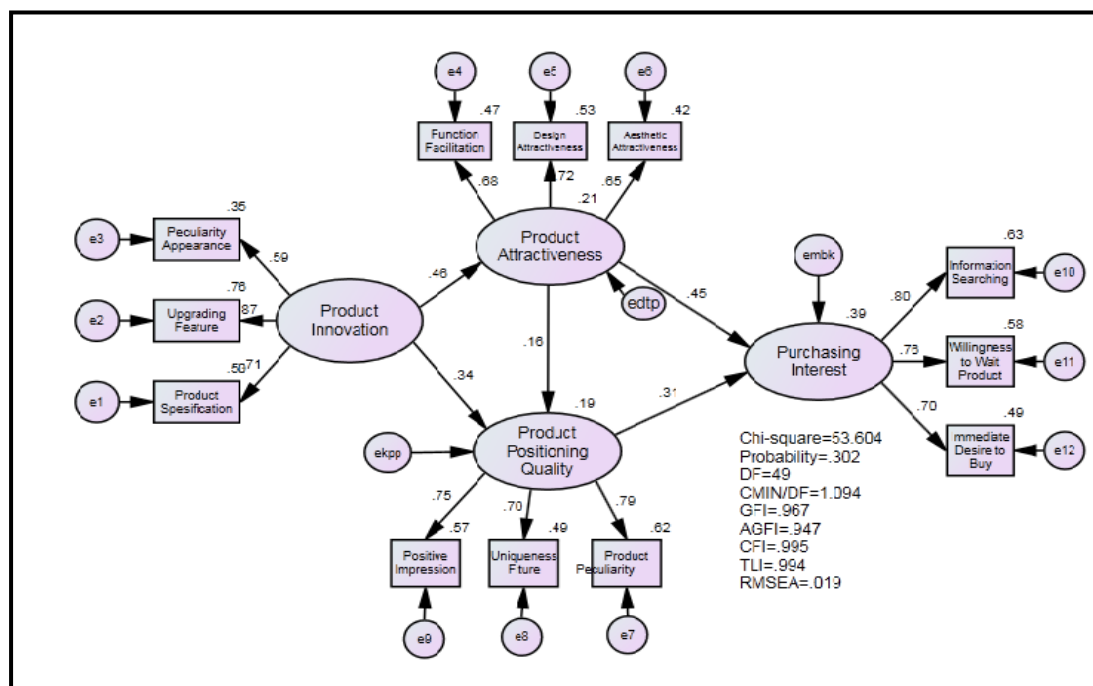 e4
e5
e6
.47
.53
.42
Function
Facilitation
Design
Attractiveness
Aesthetic
Attractiveness
.68
.72
.65
.21
Product
Attractiveness
e3
.35
Peculiarity
Appearance
.59
e2
.76
Upgrading
Feature
.87
e1
.50
.71
Product
Spesification
Product
Innovation
.46
.34
.16
edtp
embk
.45
.31
.39
Purchasing
Interest
.63
Information
Searching
e10
.80
.58
Willingness
to Wait
Product
e11
.70
.49
mmediate
Desire to
Buy
e12
ekpp
.19
Product
Positioning
Quality
.75
.70
.79
.57
.49
.62
Positive
Impression
Uniqueness
Fture
Product
Peculiarity
e9
e8
e7
Chi-square=53.604
Probability=.302
DF=49
CMIN/DF=1.094
GFI=.967
AGFI=.947
CFI=.995
TLI=.994
RMSEA=.019